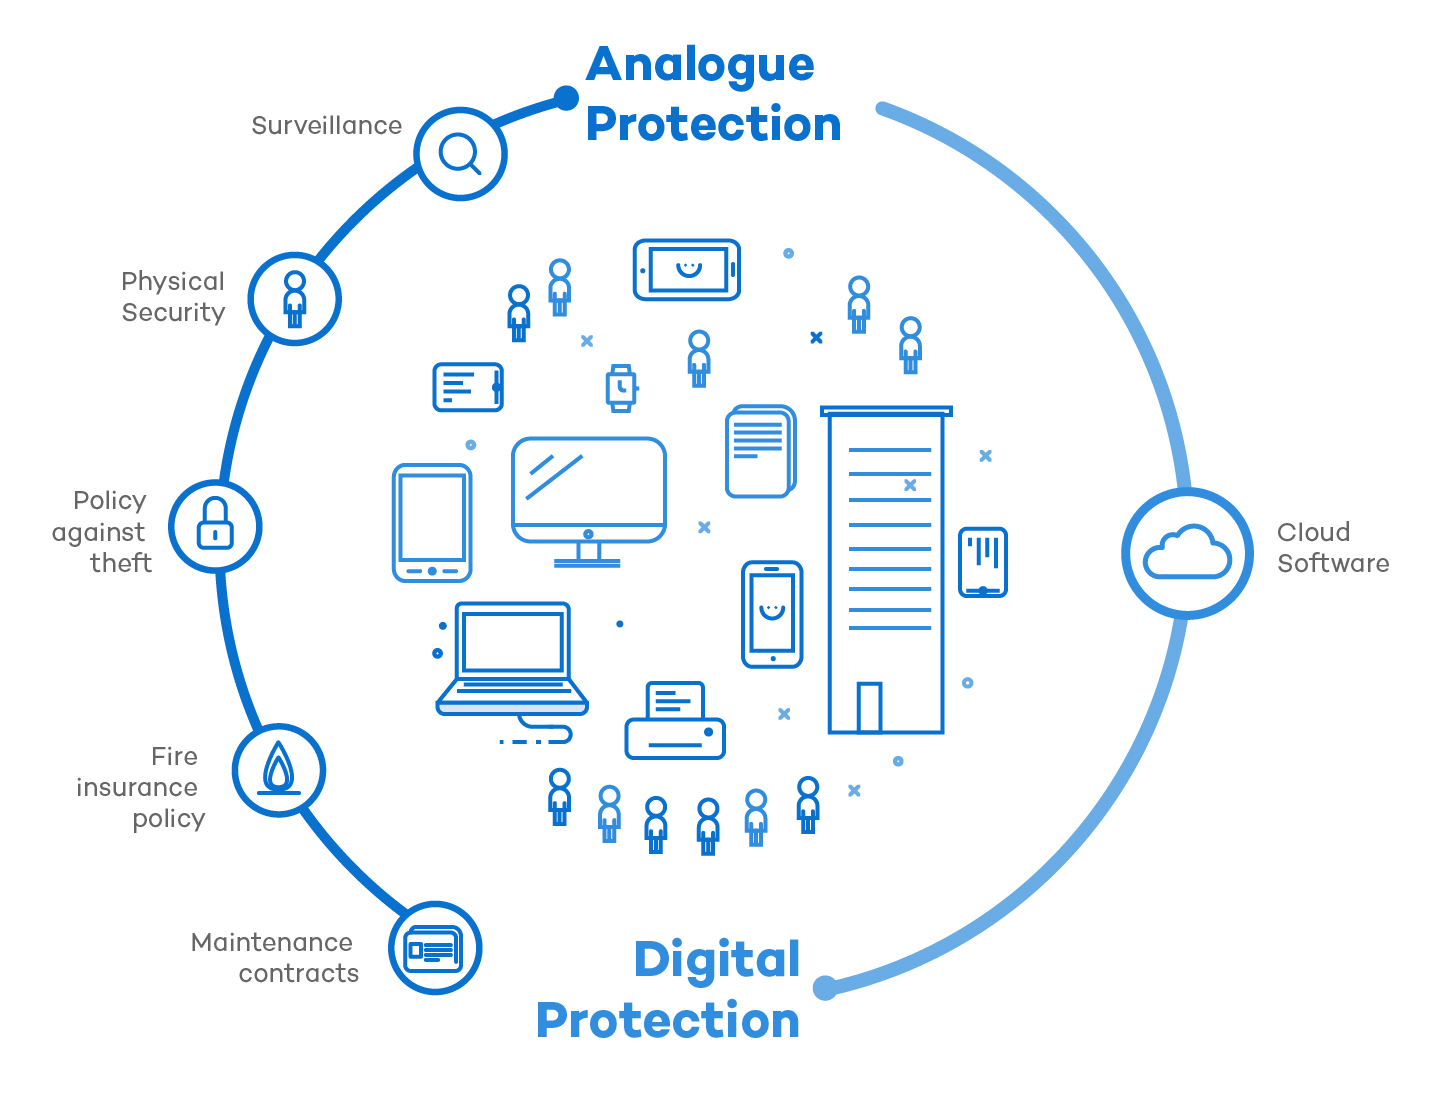 Analogue
Protection
Surveillance
Physical
Security
Policy
against
theft
Fire
insurance
policy
Maintenance
contracts
Cloud
Software
Digital
Protection